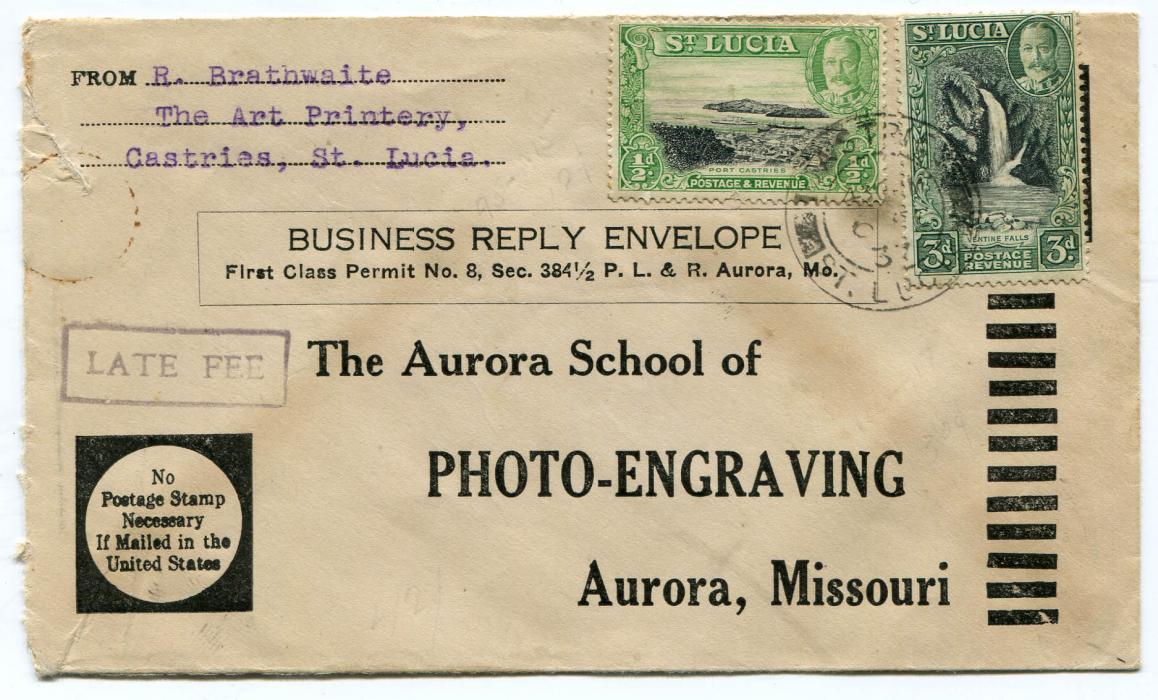 FROM R. Brathwaite
The Art Printery,
Castries, St. Lucia.
ST LUCIA
½d ½d
PORT CASTRIES
POSTAGE & REVENUE
ST LUCIA
VENTINE FALLS
3d POSTAGE REVENUE 3d
ST. LU
BUSINESS REPLY ENVELOPE
First Class Permit No. 8, Sec. 384½ P. L. & R. Aurora, Mo.
LATE FEE
The Aurora School of
PHOTO-ENGRAVING
Aurora, Missouri
No
Postage Stamp
Necessary
If Mailed in the
United States